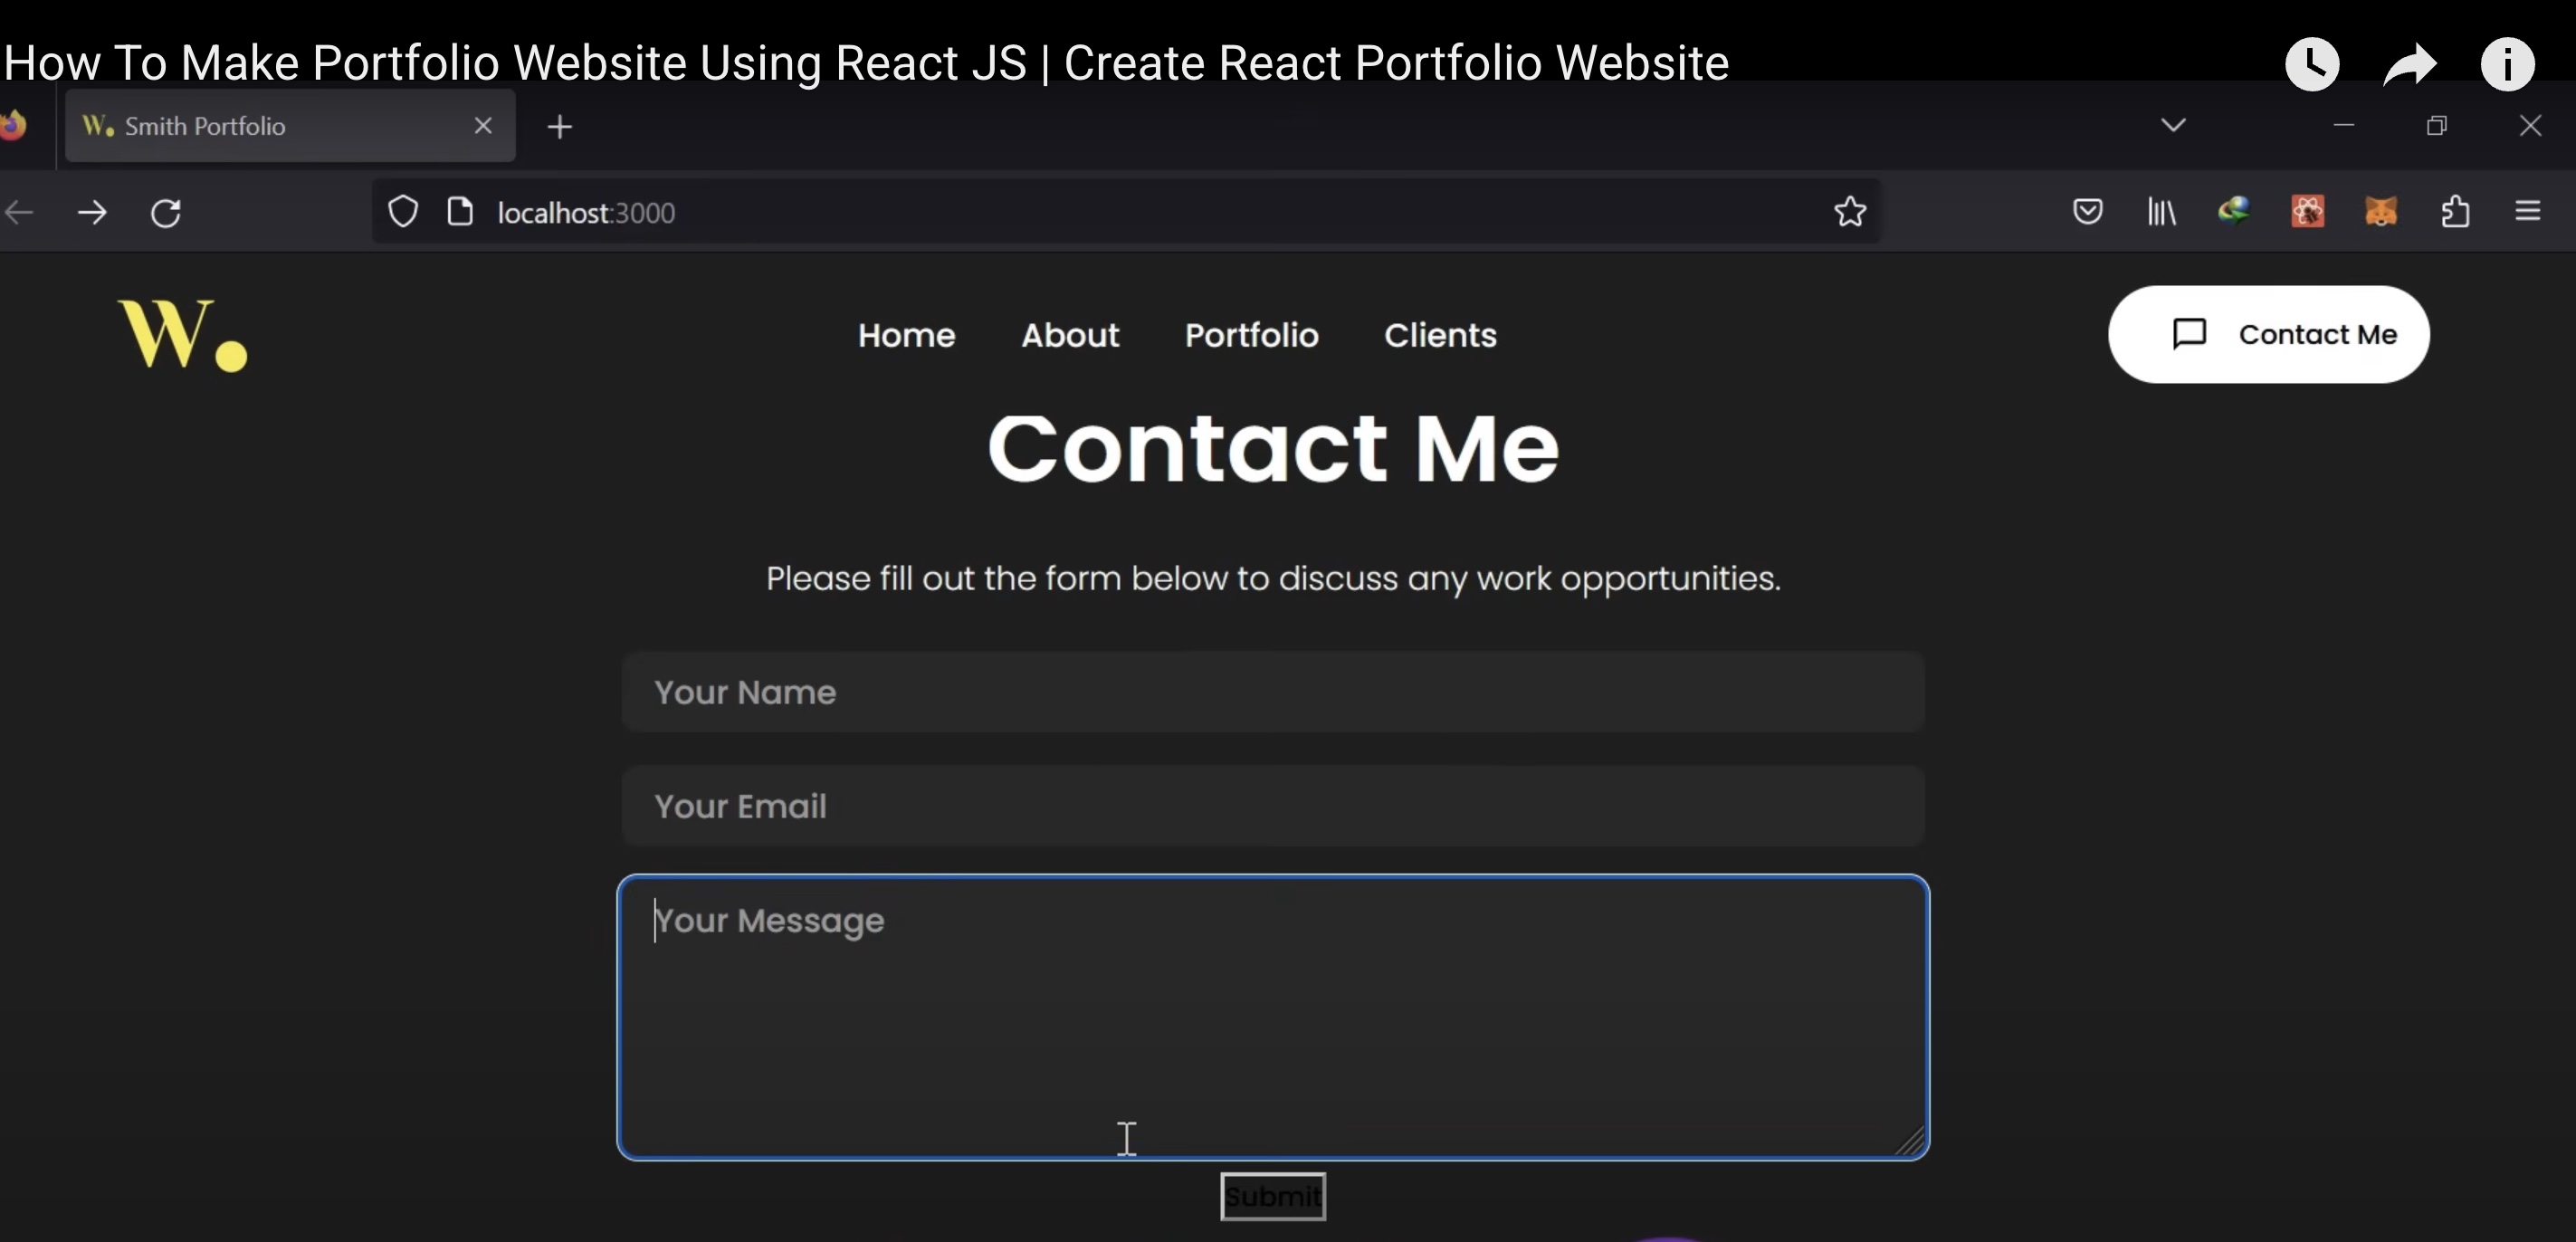 How To Make Portfolio Website Using React JS | Create React Portfolio Website
W. Smith Portfolio
localhost:3000
W.
Home About Portfolio Clients
Contact Me
Contact Me
Please fill out the form below to discuss any work opportunities.
Your Name
Your Email
Your Message
Submit